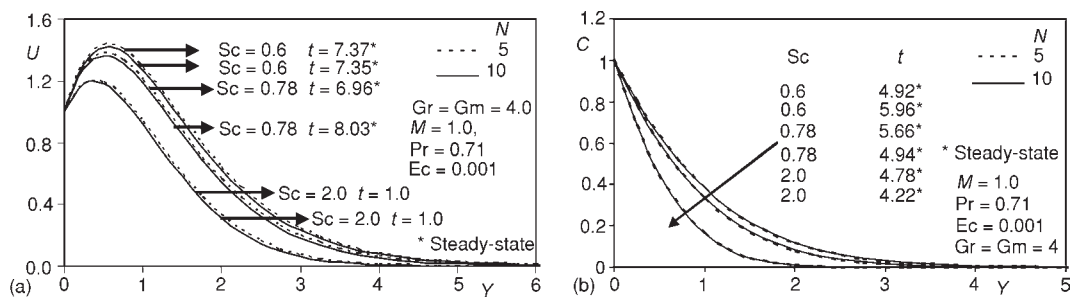 1.6
U
1.2
0.8
0.4
0.0
0 1 2 3 4 5 6
Y
(a)
Sc = 0.6 t = 7.37*
Sc = 0.6 t = 7.35*
Sc = 0.78 t = 6.96*
Sc = 0.78 t = 8.03*
Sc = 2.0 t = 1.0
Sc = 2.0 t = 1.0
* Steady-state
N
5
10
Gr = Gm = 4.0
M = 1.0,
Pr = 0.71
Ec = 0.001
1.2
C
1.0
0.8
0.6
0.4
0.2
0
0 1 2 3 4 5
Y
(b)
Sc t
0.6 4.92*
0.6 5.96*
0.78 5.66*
0.78 4.94*
2.0 4.78*
2.0 4.22*
N
5
10
* Steady-state
M = 1.0
Pr = 0.71
Ec = 0.001
Gr = Gm = 4